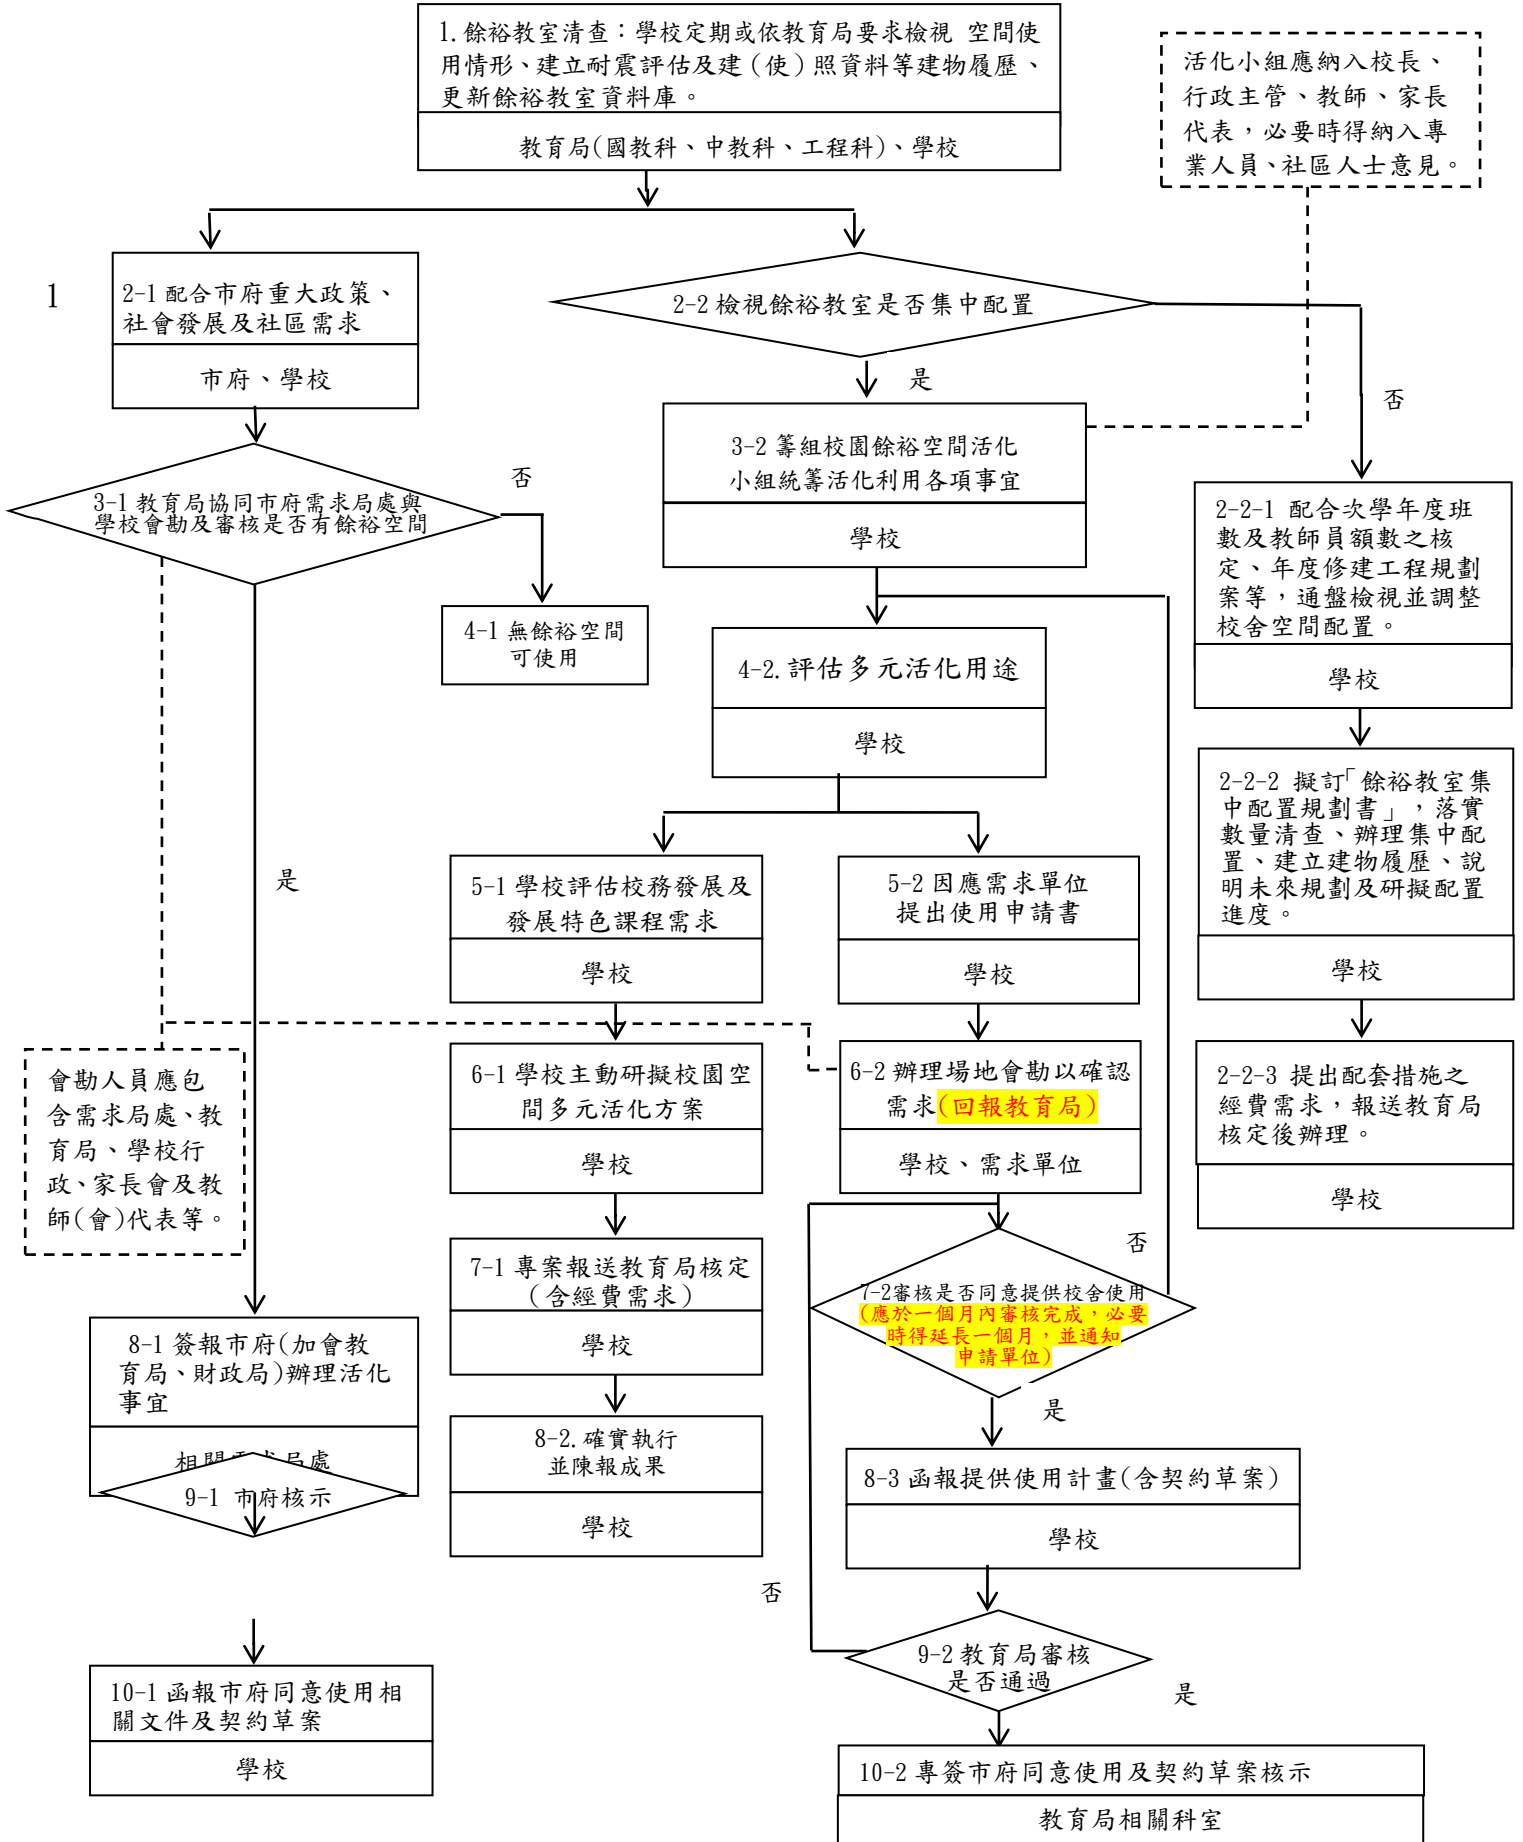 1.餘裕教室清查：學校定期或依教育局要求檢視 空間使
用情形、建立耐震評估及建(使)照資料等建物履歷、
更新餘裕教室資料庫。
教育局(國教科、中教科、工程科)、學校
活化小組應納入校長、
行政主管、教師、家長
代表，必要時得納入專
業人員、社區人士意見。
1
2-1 配合市府重大政策、
社會發展及社區需求
市府、學校
2-2 檢視餘裕教室是否集中配置
是
否
3-1 教育局協同市府需求局處與
學校會勘及審核是否有餘裕空間
否
3-2 籌組校園餘裕空間活化
小組統籌活化利用各項事宜
學校
2-2-1 配合次學年度班
數及教師員額數之核
定、年度修建工程規劃
案等，通盤檢視並調整
校舍空間配置。
學校
4-1 無餘裕空間
可使用
4-2.評估多元活化用途
學校
2-2-2 擬訂「餘裕教室集
中配置規劃書」，落實
數量清查、辦理集中配
置、建立建物履歷、說
明未來規劃及研擬配置
進度。
學校
是
5-1 學校評估校務發展及
發展特色課程需求
學校
5-2 因應需求單位
提出使用申請書
學校
會勘人員應包
含需求局處、教
育局、學校行
政、家長會及教
師(會)代表等。
6-1 學校主動研擬校園空
間多元活化方案
學校
6-2 辦理場地會勘以確認
需求(回報教育局)
學校、需求單位
2-2-3 提出配套措施之
經費需求，報送教育局
核定後辦理。
學校
7-1 專案報送教育局核定
(含經費需求)
學校
否
7-2審核是否同意提供校舍使用
(應於一個月內審核完成，必要
時得延長一個月，並通知
申請單位)
是
8-1 簽報市府(加會教
育局、財政局)辦理活化
事宜
相關需求局處
9-1 市府核示
8-2.確實執行
並陳報成果
學校
8-3 函報提供使用計畫(含契約草案)
學校
否
9-2 教育局審核
是否通過
是
10-1 函報市府同意使用相
關文件及契約草案
學校
10-2 專簽市府同意使用及契約草案核示
教育局相關科室